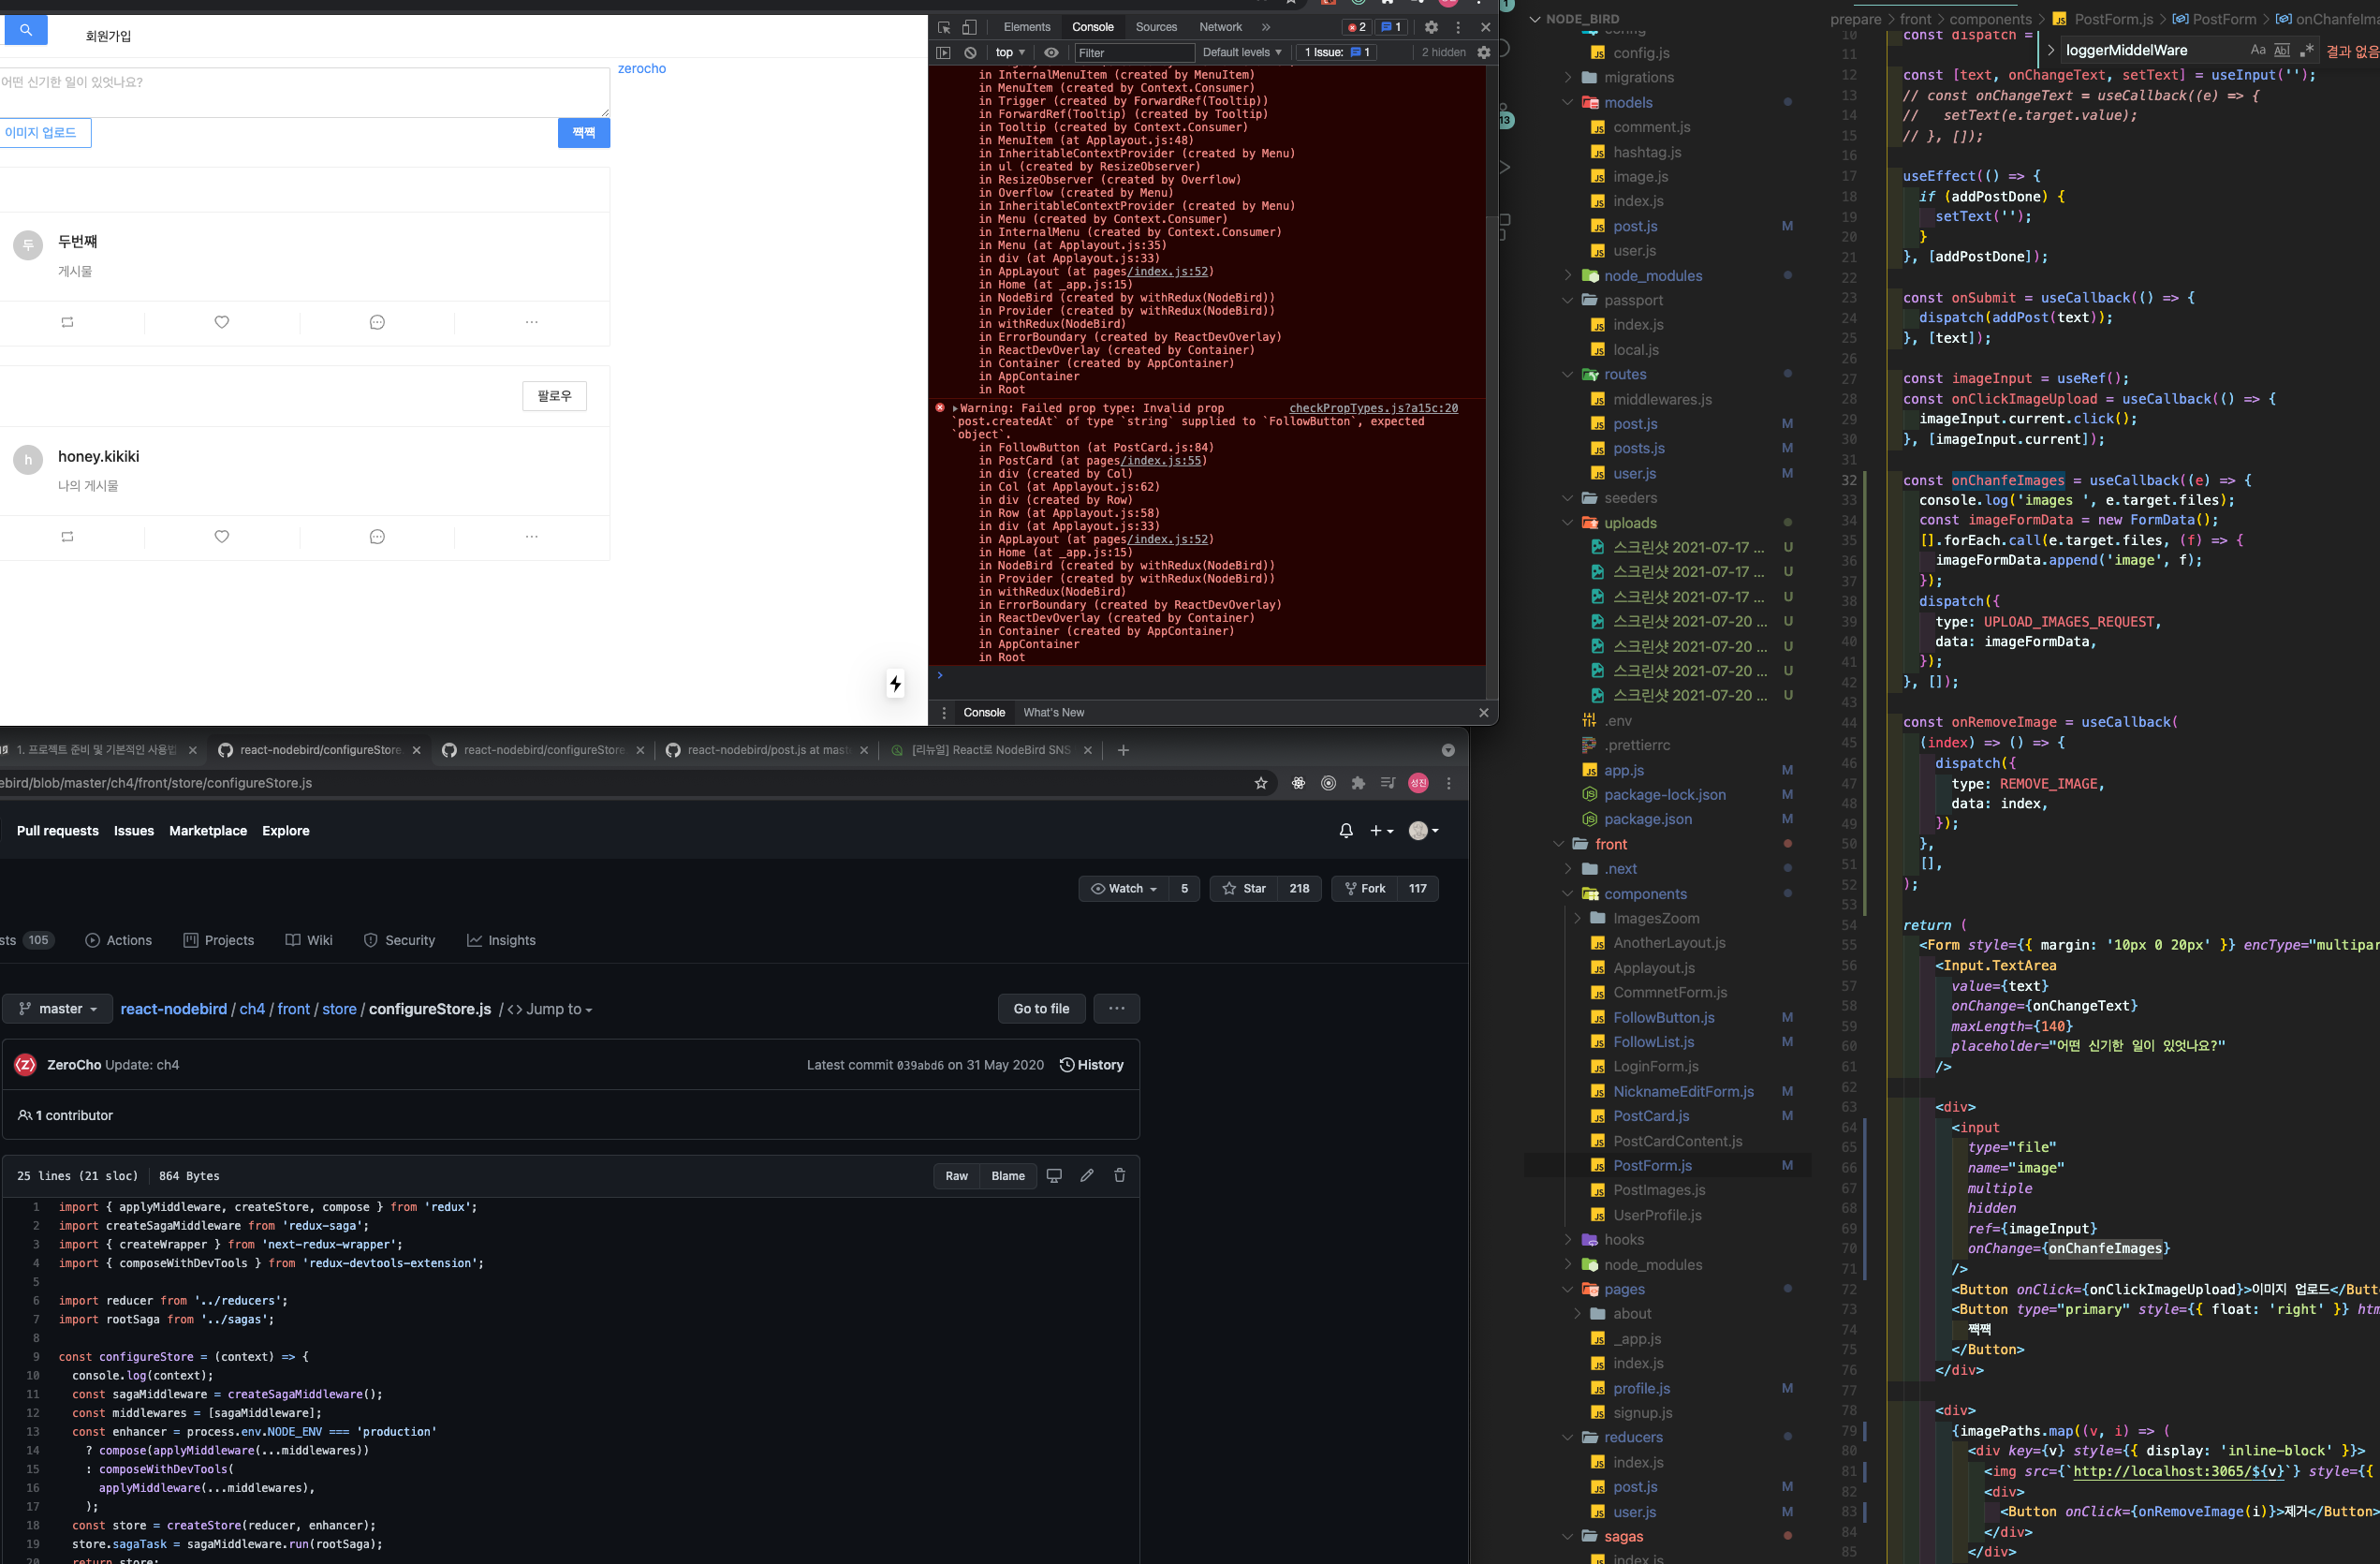 회원가입
어떤 신기한 일이 있엇나요?
zerocho
이미지 업로드
짹짹
두
두번째
게시물
팔로우
h
honey.kikiki
나의 게시물
Elements Console Sources Network » 2 1
top Filter Default levels 1 Issue: 1 2 hidden
in InternalMenuItem (created by MenuItem)
in MenuItem (created by Context.Consumer)
in Trigger (created by ForwardRef(Tooltip))
in ForwardRef(Tooltip) (created by Tooltip)
in Tooltip (created by Context.Consumer)
in MenuItem (at Applayout.js:48)
in InheritableContextProvider (created by Menu)
in ul (created by ResizeObserver)
in ResizeObserver (created by Overflow)
in Overflow (created by Menu)
in InheritableContextProvider (created by Menu)
in Menu (created by Context.Consumer)
in InternalMenu (created by Context.Consumer)
in Menu (at Applayout.js:35)
in div (at Applayout.js:33)
in AppLayout (at pages/index.js:52)
in Home (at _app.js:15)
in NodeBird (created by withRedux(NodeBird))
in Provider (created by withRedux(NodeBird))
in withRedux(NodeBird)
in ErrorBoundary (created by ReactDevOverlay)
in ReactDevOverlay (created by Container)
in Container (created by AppContainer)
in AppContainer
in Root
Warning: Failed prop type: Invalid prop checkPropTypes.js?a15c:20
`post.createdAt` of type `string` supplied to `FollowButton`, expected
`object`.
in FollowButton (at PostCard.js:84)
in PostCard (at pages/index.js:55)
in div (created by Col)
in Col (at Applayout.js:62)
in div (created by Row)
in Row (at Applayout.js:58)
in div (at Applayout.js:33)
in AppLayout (at pages/index.js:52)
in Home (at _app.js:15)
in NodeBird (created by withRedux(NodeBird))
in Provider (created by withRedux(NodeBird))
in withRedux(NodeBird)
in ErrorBoundary (created by ReactDevOverlay)
in ReactDevOverlay (created by Container)
in Container (created by AppContainer)
in AppContainer
in Root
Console What's New
1. 프로젝트 준비 및 기본적인 사용법
react-nodebird/configureStore
react-nodebird/configureStore
react-nodebird/post.js at mast
[리뉴얼] React로 NodeBird SNS
ebird/blob/master/ch4/front/store/configureStore.js
성진
Pull requests Issues Marketplace Explore
Watch 5 Star 218 Fork 117
sts 105 Actions Projects Wiki Security Insights
master react-nodebird / ch4 / front / store / configureStore.js / <> Jump to
Go to file ...
ZeroCho Update: ch4 Latest commit 039abd6 on 31 May 2020 History
1 contributor
25 lines (21 sloc) 864 Bytes Raw Blame
1 import { applyMiddleware, createStore, compose } from 'redux';
2 import createSagaMiddleware from 'redux-saga';
3 import { createWrapper } from 'next-redux-wrapper';
4 import { composeWithDevTools } from 'redux-devtools-extension';
5
6 import reducer from '../reducers';
7 import rootSaga from '../sagas';
8
9 const configureStore = (context) => {
10 console.log(context);
11 const sagaMiddleware = createSagaMiddleware();
12 const middlewares = [sagaMiddleware];
13 const enhancer = process.env.NODE_ENV === 'production'
14 ? compose(applyMiddleware(...middlewares))
15 : composeWithDevTools(
16 applyMiddleware(...middlewares),
17 );
18 const store = createStore(reducer, enhancer);
19 store.sagaTask = sagaMiddleware.run(rootSaga);
20 return store;
1
13
NODE_BIRD
config
config.js
migrations
models
comment.js
hashtag.js
image.js
index.js
post.js M
user.js
node_modules
passport
index.js
local.js
routes
middlewares.js
post.js M
posts.js M
user.js M
seeders
uploads
스크린샷 2021-07-17 ... U
스크린샷 2021-07-17 ... U
스크린샷 2021-07-17 ... U
스크린샷 2021-07-20 ... U
스크린샷 2021-07-20 ... U
스크린샷 2021-07-20 ... U
스크린샷 2021-07-20 ... U
.env
.prettierrc
app.js M
package-lock.json M
package.json M
front
.next
components
ImagesZoom
AnotherLayout.js
Applayout.js
CommnetForm.js
FollowButton.js M
FollowList.js M
LoginForm.js
NicknameEditForm.js M
PostCard.js M
PostCardContent.js
PostForm.js M
PostImages.js
UserProfile.js
hooks
node_modules
pages
about
_app.js
index.js
profile.js M
signup.js
reducers
index.js
post.js M
user.js M
sagas
index.js
prepare > front > components > PostForm.js > PostForm > onChanfeIma
loggerMiddelWare Aa Abl .* 결과 없음
10 const dispatch =
11
12 const [text, onChangeText, setText] = useInput('');
13 // const onChangeText = useCallback((e) => {
14 // setText(e.target.value);
15 // }, []);
16
17 useEffect(() => {
18 if (addPostDone) {
19 setText('');
20 }
21 }, [addPostDone]);
22
23 const onSubmit = useCallback(() => {
24 dispatch(addPost(text));
25 }, [text]);
26
27 const imageInput = useRef();
28 const onClickImageUpload = useCallback(() => {
29 imageInput.current.click();
30 }, [imageInput.current]);
31
32 const onChanfeImages = useCallback((e) => {
33 console.log('images ', e.target.files);
34 const imageFormData = new FormData();
35 [].forEach.call(e.target.files, (f) => {
36 imageFormData.append('image', f);
37 });
38 dispatch({
39 type: UPLOAD_IMAGES_REQUEST,
40 data: imageFormData,
41 });
42 }, []);
43
44 const onRemoveImage = useCallback(
45 (index) => () => {
46 dispatch({
47 type: REMOVE_IMAGE,
48 data: index,
49 });
50 },
51 [],
52 );
53
54 return (
55 <Form style={{ margin: '10px 0 20px' }} encType="multipar
56 <Input.TextArea
57 value={text}
58 onChange={onChangeText}
59 maxLength={140}
60 placeholder="어떤 신기한 일이 있엇나요?"
61 />
62
63 <div>
64 <input
65 type="file"
66 name="image"
67 multiple
68 hidden
69 ref={imageInput}
70 onChange={onChanfeImages}
71 />
72 <Button onClick={onClickImageUpload}>이미지 업로드</Butt
73 <Button type="primary" style={{ float: 'right' }} htm
74 짹짹
75 </Button>
76 </div>
77
78 <div>
79 {imagePaths.map((v, i) => (
80 <div key={v} style={{ display: 'inline-block' }}>
81 <img src={`http://localhost:3065/${v}`} style={{
82 <div>
83 <Button onClick={onRemoveImage(i)}>제거</Button>
84 </div>
85 </div>